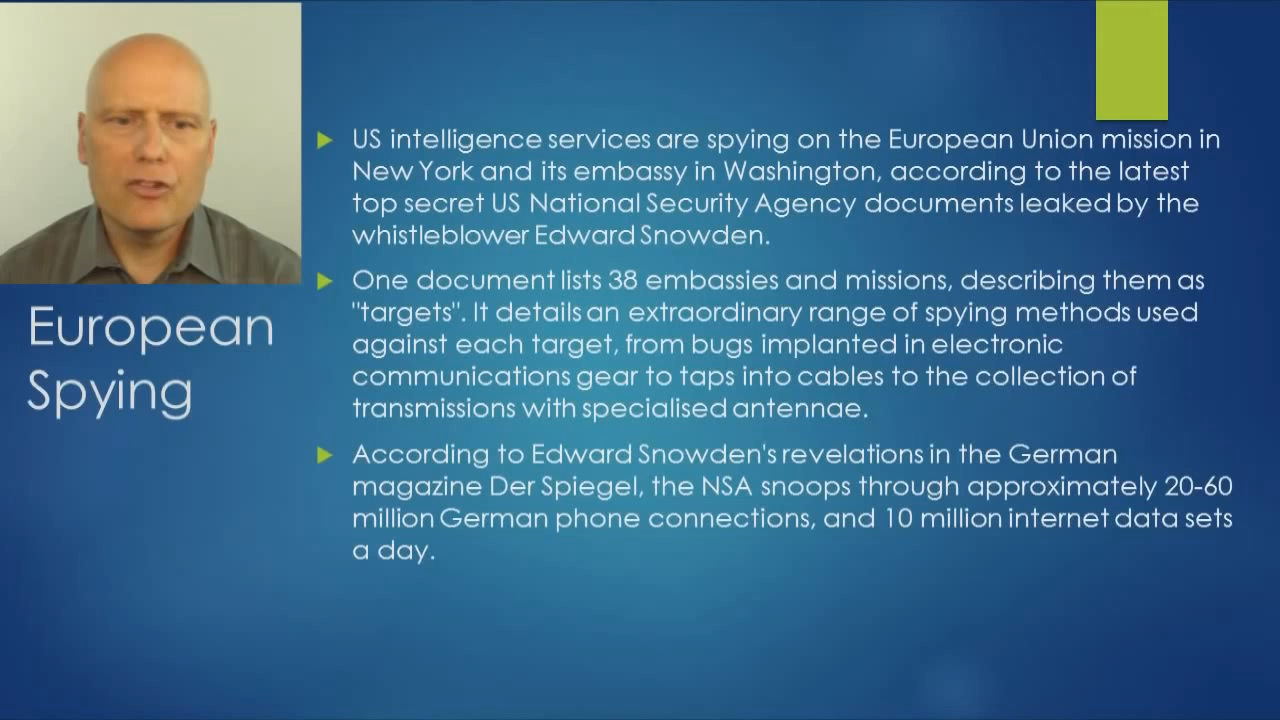 European
Spying
US intelligence services are spying on the European Union mission in
New York and its embassy in Washington, according to the latest
top secret US National Security Agency documents leaked by the
whistleblower Edward Snowden.
One document lists 38 embassies and missions, describing them as
"targets". It details an extraordinary range of spying methods used
against each target, from bugs implanted in electronic
communications gear to taps into cables to the collection of
transmissions with specialised antennae.
According to Edward Snowden's revelations in the German
magazine Der Spiegel, the NSA snoops through approximately 20-60
million German phone connections, and 10 million internet data sets
a day.